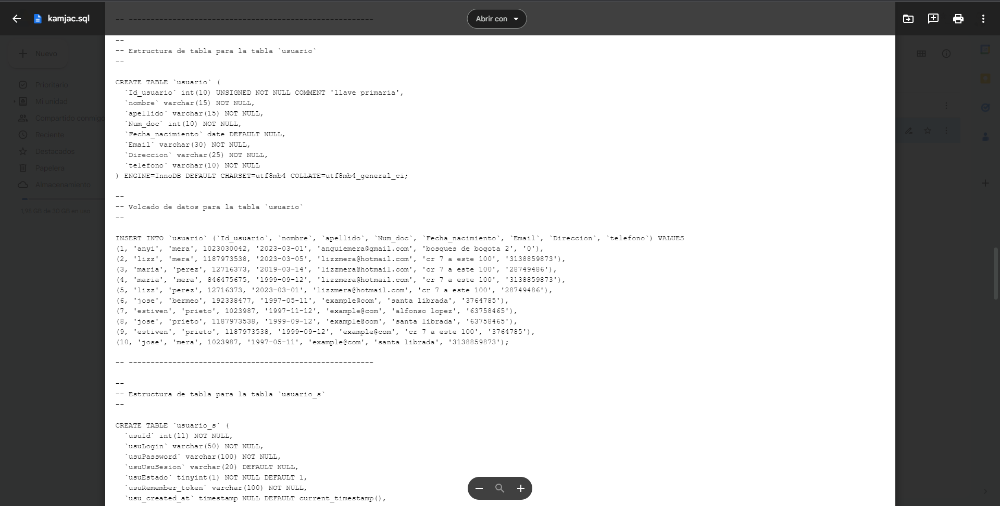 kamjac.sql
-- --------------------------------------------------------
Abrir con
Nuevo
Prioritario
Mi unidad
Compartido conmigo
Reciente
Destacados
Papelera
Almacenamiento
1.98 GB de 30 GB en uso
--
-- Estructura de tabla para la tabla `usuario`
--
CREATE TABLE `usuario` (
  `Id_usuario` int(10) UNSIGNED NOT NULL COMMENT 'llave primaria',
  `nombre` varchar(15) NOT NULL,
  `apellido` varchar(15) NOT NULL,
  `Num_doc` int(10) NOT NULL,
  `Fecha_nacimiento` date DEFAULT NULL,
  `Email` varchar(30) NOT NULL,
  `Direccion` varchar(25) NOT NULL,
  `telefono` varchar(10) NOT NULL
) ENGINE=InnoDB DEFAULT CHARSET=utf8mb4 COLLATE=utf8mb4_general_ci;
--
-- Volcado de datos para la tabla `usuario`
--
INSERT INTO `usuario` (`Id_usuario`, `nombre`, `apellido`, `Num_doc`, `Fecha_nacimiento`, `Email`, `Direccion`, `telefono`) VALUES
(1, 'anyi', 'mera', 1023030042, '2023-03-01', 'anguiemera@gmail.com', 'bosques de bogota 2', '0'),
(2, 'lizz', 'mera', 1187973538, '2023-03-05', 'lizzmera@hotmail.com', 'cr 7 a este 100', '3138859873'),
(3, 'maria', 'perez', 12716373, '2019-03-14', 'lizzmera@hotmail.com', 'cr 7 a este 100', '28749486'),
(4, 'maria', 'mera', 846475675, '1999-09-12', 'lizzmera@hotmail.com', 'cr 7 a este 100', '3138859873'),
(5, 'lizz', 'perez', 12716373, '2023-03-01', 'lizzmera@hotmail.com', 'cr 7 a este 100', '28749486'),
(6, 'jose', 'bermeo', 192338477, '1997-05-11', 'example@com', 'santa librada', '3764785'),
(7, 'estiven', 'prieto', 1023987, '1997-11-12', 'example@com', 'alfonso lopez', '63758465'),
(8, 'jose', 'prieto', 1187973538, '1999-09-12', 'example@com', 'santa librada', '63758465'),
(9, 'estiven', 'prieto', 1187973538, '1999-09-12', 'example@com', 'cr 7 a este 100', '3764785'),
(10, 'jose', 'mera', 1023987, '1997-05-11', 'example@com', 'santa librada', '3138859873');
-- --------------------------------------------------------
--
-- Estructura de tabla para la tabla `usuario_s`
--
CREATE TABLE `usuario_s` (
  `usuId` int(11) NOT NULL,
  `usuLogin` varchar(50) NOT NULL,
  `usuPassword` varchar(100) NOT NULL,
  `usuUsuSesion` varchar(20) DEFAULT NULL,
  `usuEstado` tinyint(1) NOT NULL DEFAULT 1,
  `usuRemember_token` varchar(100) NOT NULL,
  `usu_created_at` timestamp NULL DEFAULT current_timestamp(),